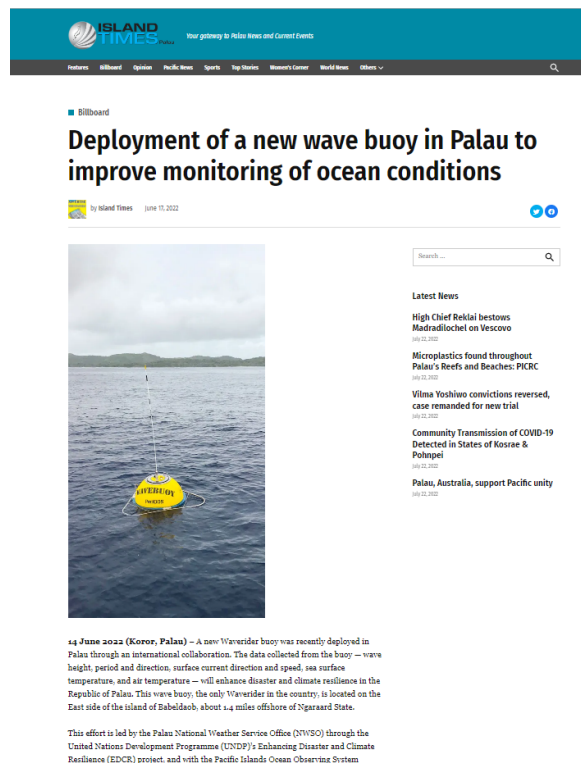 ISLAND
TIMES Palau
Your gateway to Palau News and Current Events
Features Billboard Opinion Pacific News Sports Top Stories Women's Corner World News Others
Billboard
Deployment of a new wave buoy in Palau to
improve monitoring of ocean conditions
by Island Times June 17, 2022
WAVEBUOY
Search ...
Latest News
High Chief Reklai bestows
Madradilochel on Vescovo
July 22, 2022
Microplastics found throughout
Palau's Reefs and Beaches: PICRC
July 22, 2022
Vilma Yoshiwo convictions reversed,
case remanded for new trial
July 22, 2022
Community Transmission of COVID-19
Detected in States of Kosrae &
Pohnpei
July 22, 2022
Palau, Australia, support Pacific unity
July 22, 2022
14 June 2022 (Koror, Palau) – A new Waverider buoy was recently deployed in
Palau through an international collaboration. The data collected from the buoy — wave
height, period and direction, surface current direction and speed, sea surface
temperature, and air temperature — will enhance disaster and climate resilience in the
Republic of Palau. This wave buoy, the only Waverider in the country, is located on the
East side of the island of Babeldaob, about 1.4 miles offshore of Ngaraard State.
This effort is led by the Palau National Weather Service Office (NWSO) through the
United Nations Development Programme (UNDP)'s Enhancing Disaster and Climate
Resilience (EDCR) project, and with the Pacific Islands Ocean Observing System